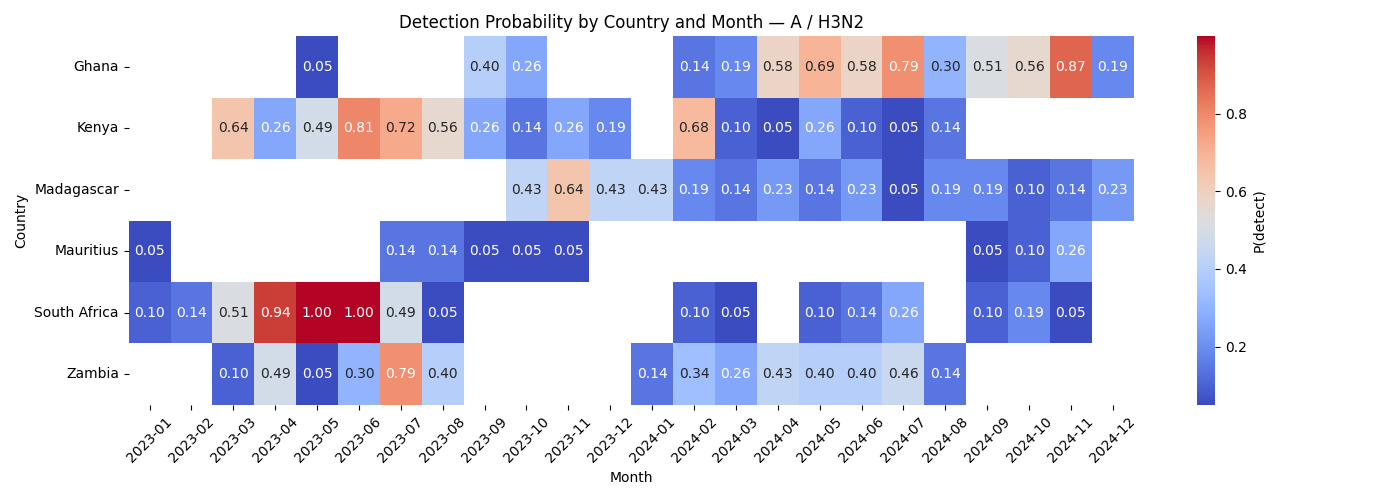 Detection Probability by Country and Month — A / H3N2
Ghana 0.05 0.40 0.26 0.14 0.19 0.58 0.69 0.58 0.79 0.30 0.51 0.56 0.87 0.19
Kenya 0.64 0.26 0.49 0.81 0.72 0.56 0.26 0.14 0.26 0.19 0.68 0.10 0.05 0.26 0.10 0.05 0.14
Madagascar 0.43 0.64 0.43 0.43 0.19 0.14 0.23 0.14 0.23 0.05 0.19 0.19 0.10 0.14 0.23
Mauritius 0.05 0.14 0.14 0.05 0.05 0.05 0.05 0.10 0.26
South Africa 0.10 0.14 0.51 0.94 1.00 1.00 0.49 0.05 0.10 0.05 0.10 0.14 0.26 0.10 0.19 0.05
Zambia 0.10 0.49 0.05 0.30 0.79 0.40 0.14 0.34 0.26 0.43 0.40 0.40 0.46 0.14
Country
2023-01 2023-02 2023-03 2023-04 2023-05 2023-06 2023-07 2023-08 2023-09 2023-10 2023-11 2023-12 2024-01 2024-02 2024-03 2024-04 2024-05 2024-06 2024-07 2024-08 2024-09 2024-10 2024-11 2024-12
Month
0.8
0.6
0.4
0.2
P(detect)